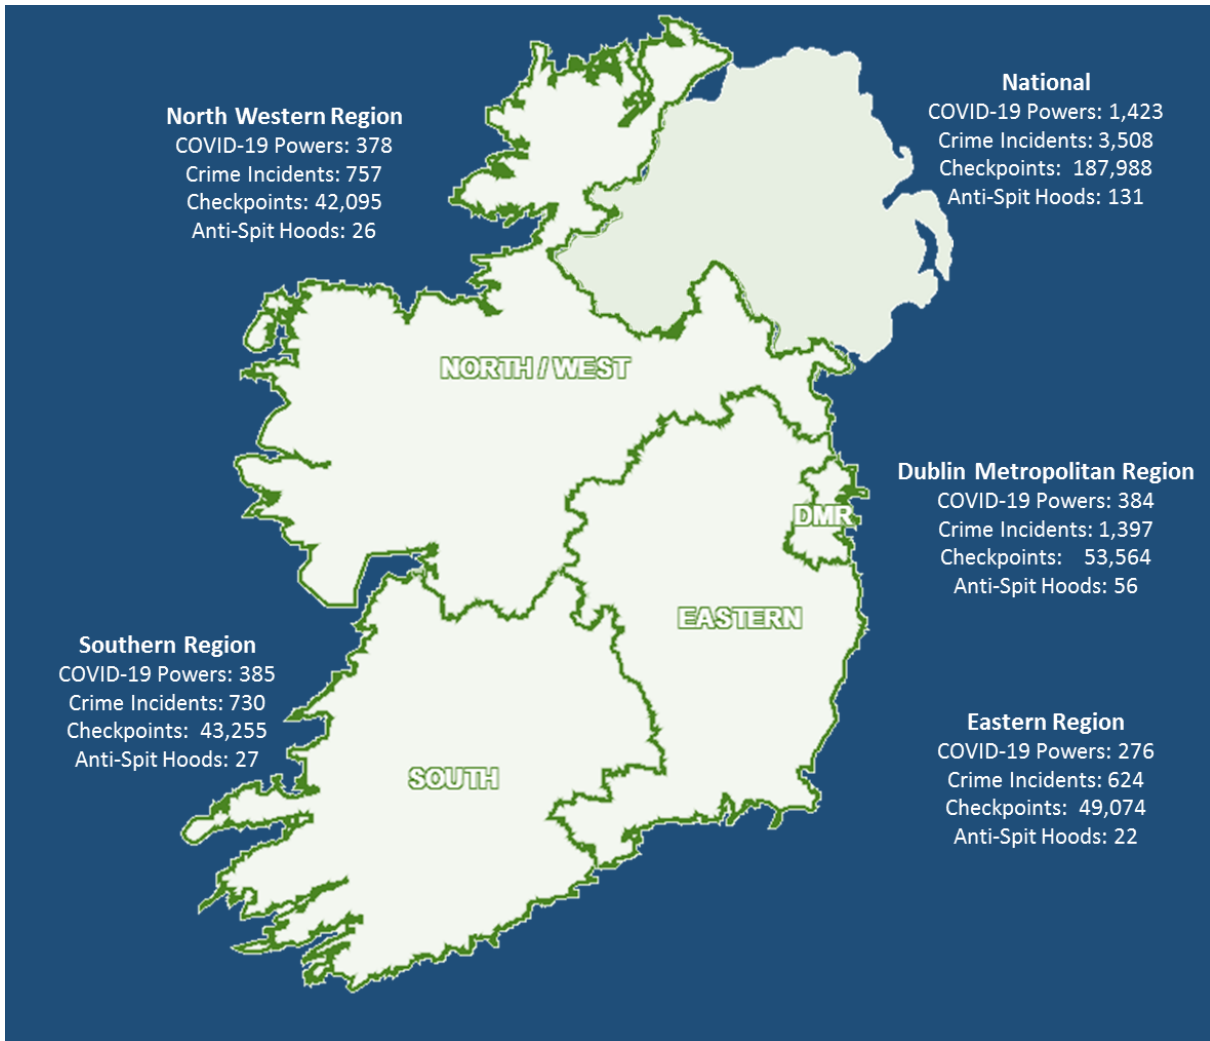 National
COVID-19 Powers: 1,423
Crime Incidents: 3,508
Checkpoints: 187,988
Anti-Spit Hoods: 131
North Western Region
COVID-19 Powers: 378
Crime Incidents: 757
Checkpoints: 42,095
Anti-Spit Hoods: 26
NORTH / WEST
Dublin Metropolitan Region
COVID-19 Powers: 384
Crime Incidents: 1,397
Checkpoints: 53,564
Anti-Spit Hoods: 56
DMR
EASTERN
Southern Region
COVID-19 Powers: 385
Crime Incidents: 730
Checkpoints: 43,255
Anti-Spit Hoods: 27
SOUTH
Eastern Region
COVID-19 Powers: 276
Crime Incidents: 624
Checkpoints: 49,074
Anti-Spit Hoods: 22